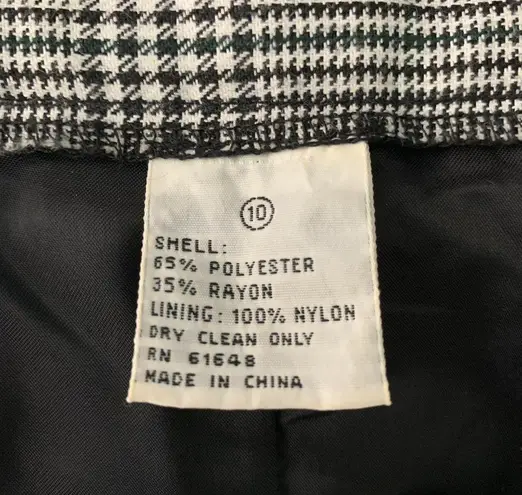 10
SHELL:
65% POLYESTER
35% RAYON
LINING: 100% NYLON
DRY CLEAN ONLY
RN 61648
MADE IN CHINA